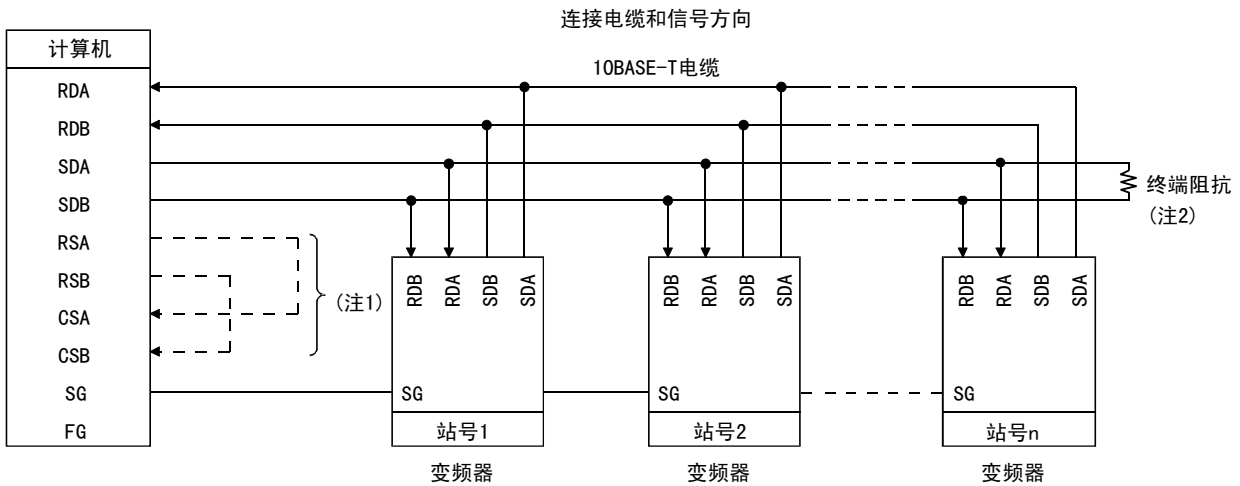 连接电缆和信号方向
计算机
10BASE-T电缆
RDA
RDB
SDA
SDB
RSA
RSB
CSA
CSB
SG
FG
(注1)
终端阻抗
(注2)
RDB
RDA
SDB
SDA
SG
站号1
变频器
RDB
RDA
SDB
SDA
SG
站号2
变频器
RDB
RDA
SDB
SDA
SG
站号n
变频器